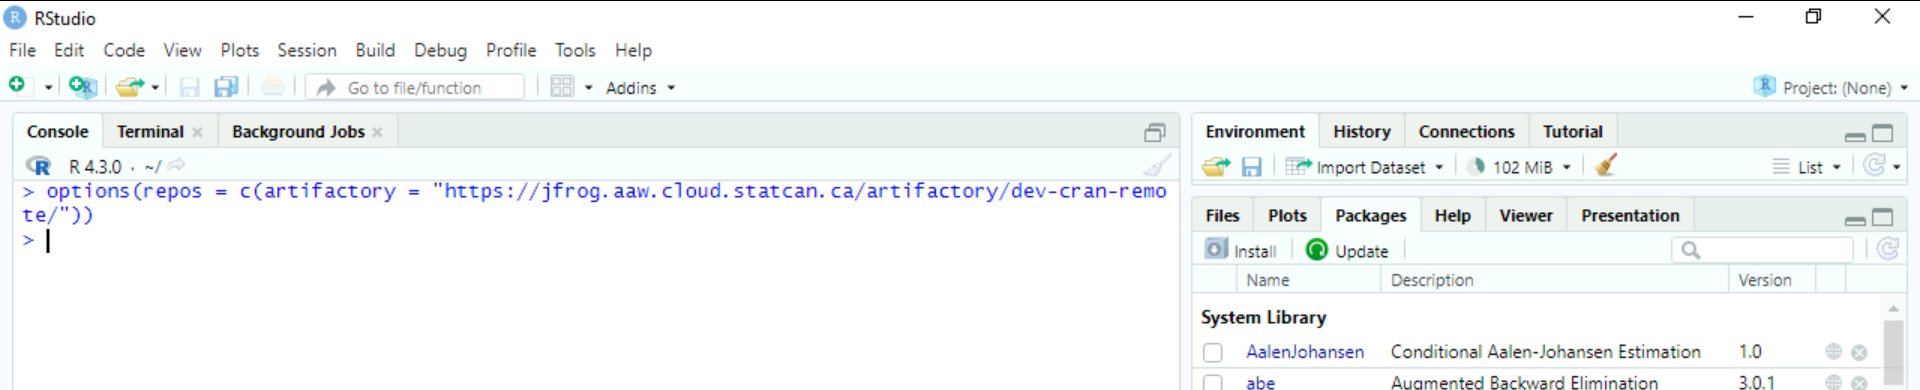 RStudio
File Edit Code View Plots Session Build Debug Profile Tools Help
Go to file/function Addins Project: (None)
Console Terminal Background Jobs
R 4.3.0 · ~/
> options(repos = c(artifactory = "https://jfrog.aaw.cloud.statcan.ca/artifactory/dev-cran-remo
te/"))
>
Environment History Connections Tutorial
Import Dataset 102 MiB List
Files Plots Packages Help Viewer Presentation
Install Update
Name Description Version
System Library
AalenJohansen Conditional Aalen-Johansen Estimation 1.0
abe Augmented Backward Elimination 3.0.1